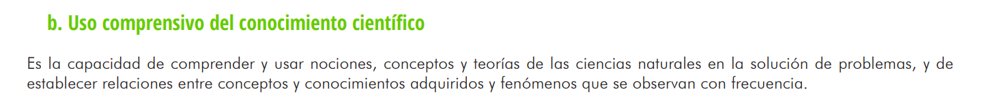 b. Uso comprensivo del conocimiento científico
Es la capacidad de comprender y usar nociones, conceptos y teorías de las ciencias naturales en la solución de problemas, y de
establecer relaciones entre conceptos y conocimientos adquiridos y fenómenos que se observan con frecuencia.